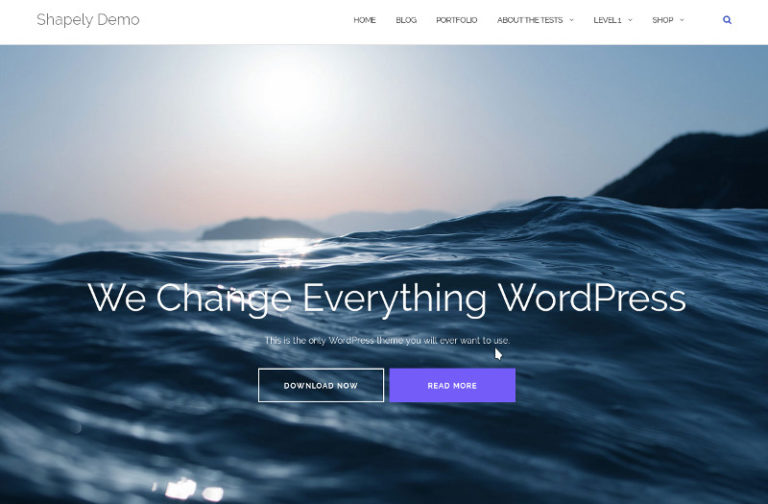 Shapely Demo
HOME BLOG PORTFOLIO ABOUT THE TESTS LEVEL 1 SHOP
We Change Everything WordPress
This is the only WordPress theme you will ever want to use.
DOWNLOAD NOW READ MORE